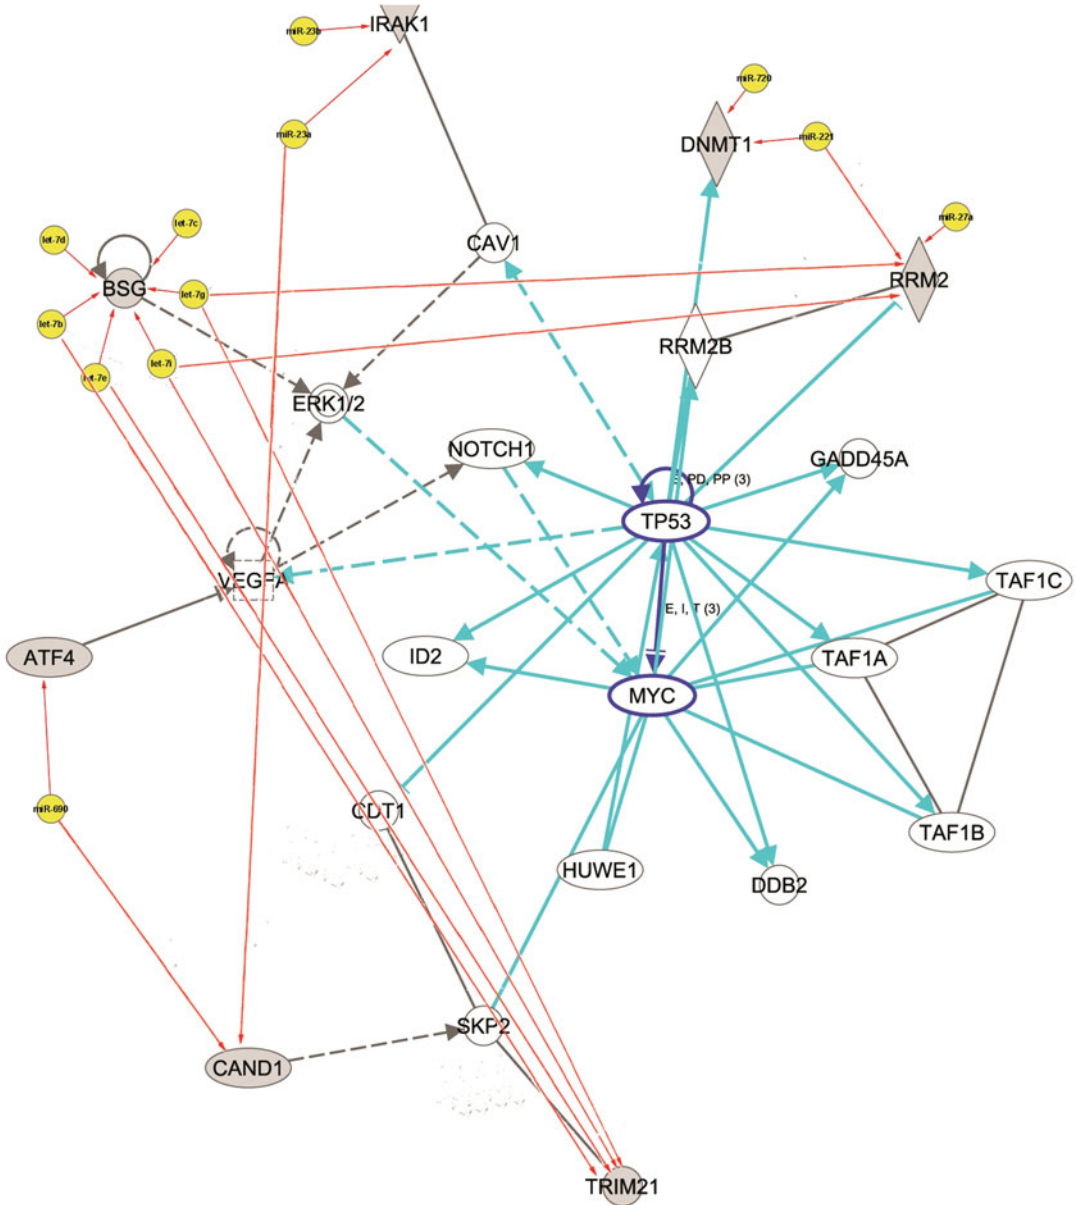 IRAK1
miR-23b
miR-720
miR-23a
miR-221
DNMT1
miR-27a
let-7c
let-7d
CAV1
RRM2
BSG
let-7g
let-7b
RRM2B
let-7i
let-7e
ERK1/2
NOTCH1
GADD45A
E, PD, PP (3)
TP53
VEGFA
TAF1C
E, I, T (3)
ATF4
ID2
TAF1A
MYC
miR-690
CDT1
TAF1B
HUWE1
DDB2
SKP2
CAND1
TRIM21